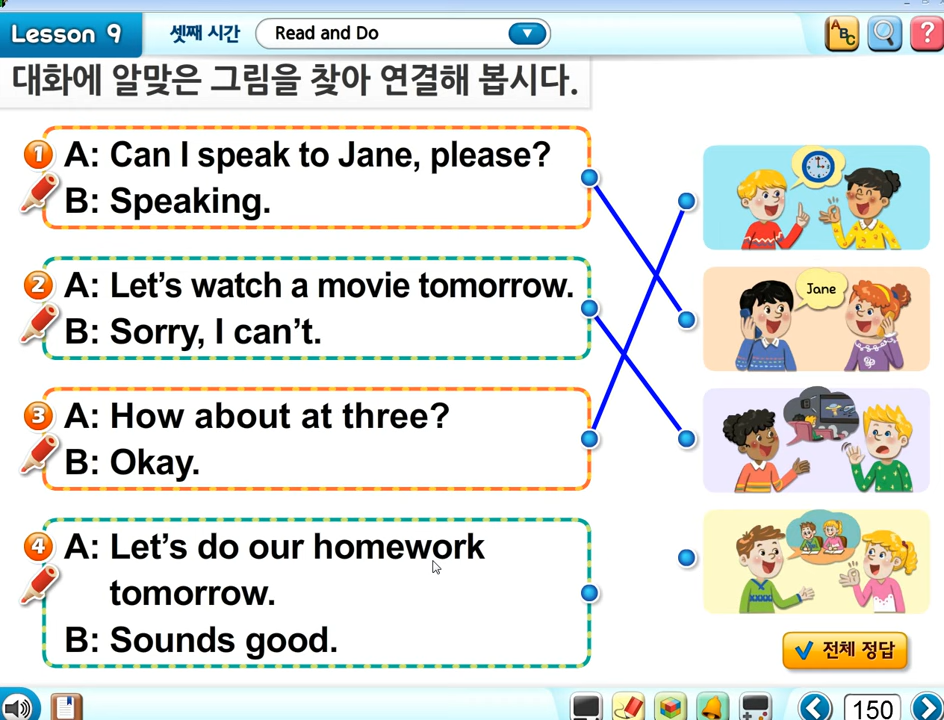 Lesson 9 셋째 시간 Read and Do
ABC
?
대화에 알맞은 그림을 찾아 연결해 봅시다.
1 A: Can I speak to Jane, please?
B: Speaking.
2 A: Let's watch a movie tomorrow.
B: Sorry, I can't.
3 A: How about at three?
B: Okay.
4 A: Let's do our homework
tomorrow.
B: Sounds good.
Jane
전체 정답
150